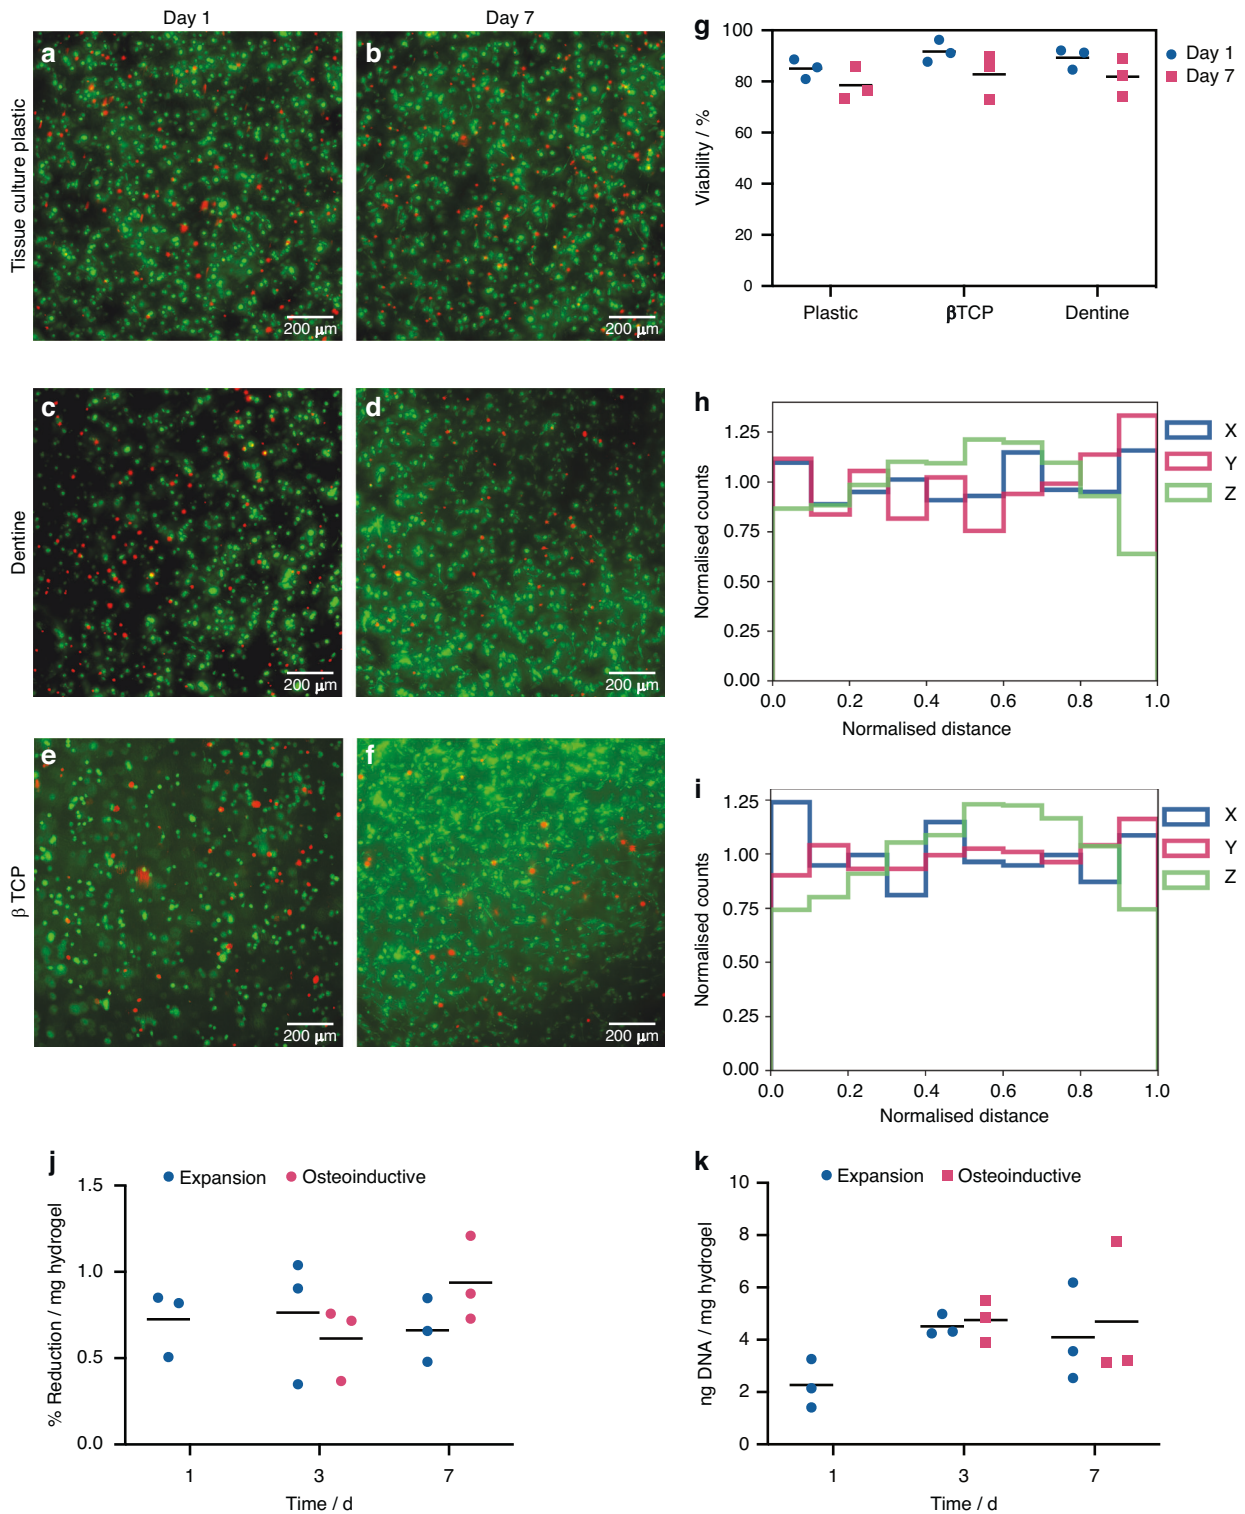 Day 1
Day 7
Tissue culture plastic
a
200 μm
b
200 μm
Dentine
c
200 μm
d
200 μm
β TCP
e
200 μm
f
200 μm
g
100
80
60
40
20
0
Viability / %
Plastic
βTCP
Dentine
Day 1
Day 7
h
1.25
1.00
0.75
0.50
0.25
0.00
Normalised counts
0.0 0.2 0.4 0.6 0.8 1.0
Normalised distance
X
Y
Z
i
1.25
1.00
0.75
0.50
0.25
0.00
Normalised counts
0.0 0.2 0.4 0.6 0.8 1.0
Normalised distance
X
Y
Z
j
Expansion Osteoinductive
1.5
1.0
0.5
0.0
% Reduction / mg hydrogel
1 3 7
Time / d
k
Expansion Osteoinductive
10
8
6
4
2
0
ng DNA / mg hydrogel
1 3 7
Time / d